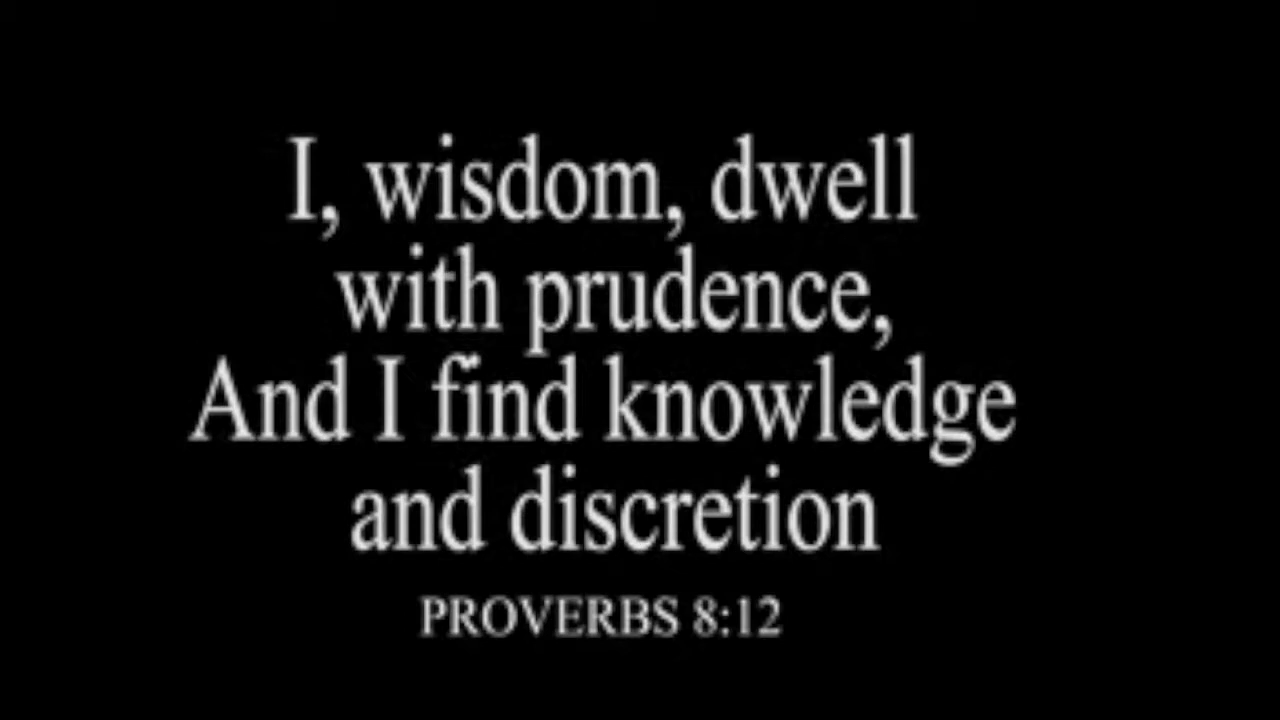 I, wisdom, dwell
with prudence,
And I find knowledge
and discretion
PROVERBS 8:12